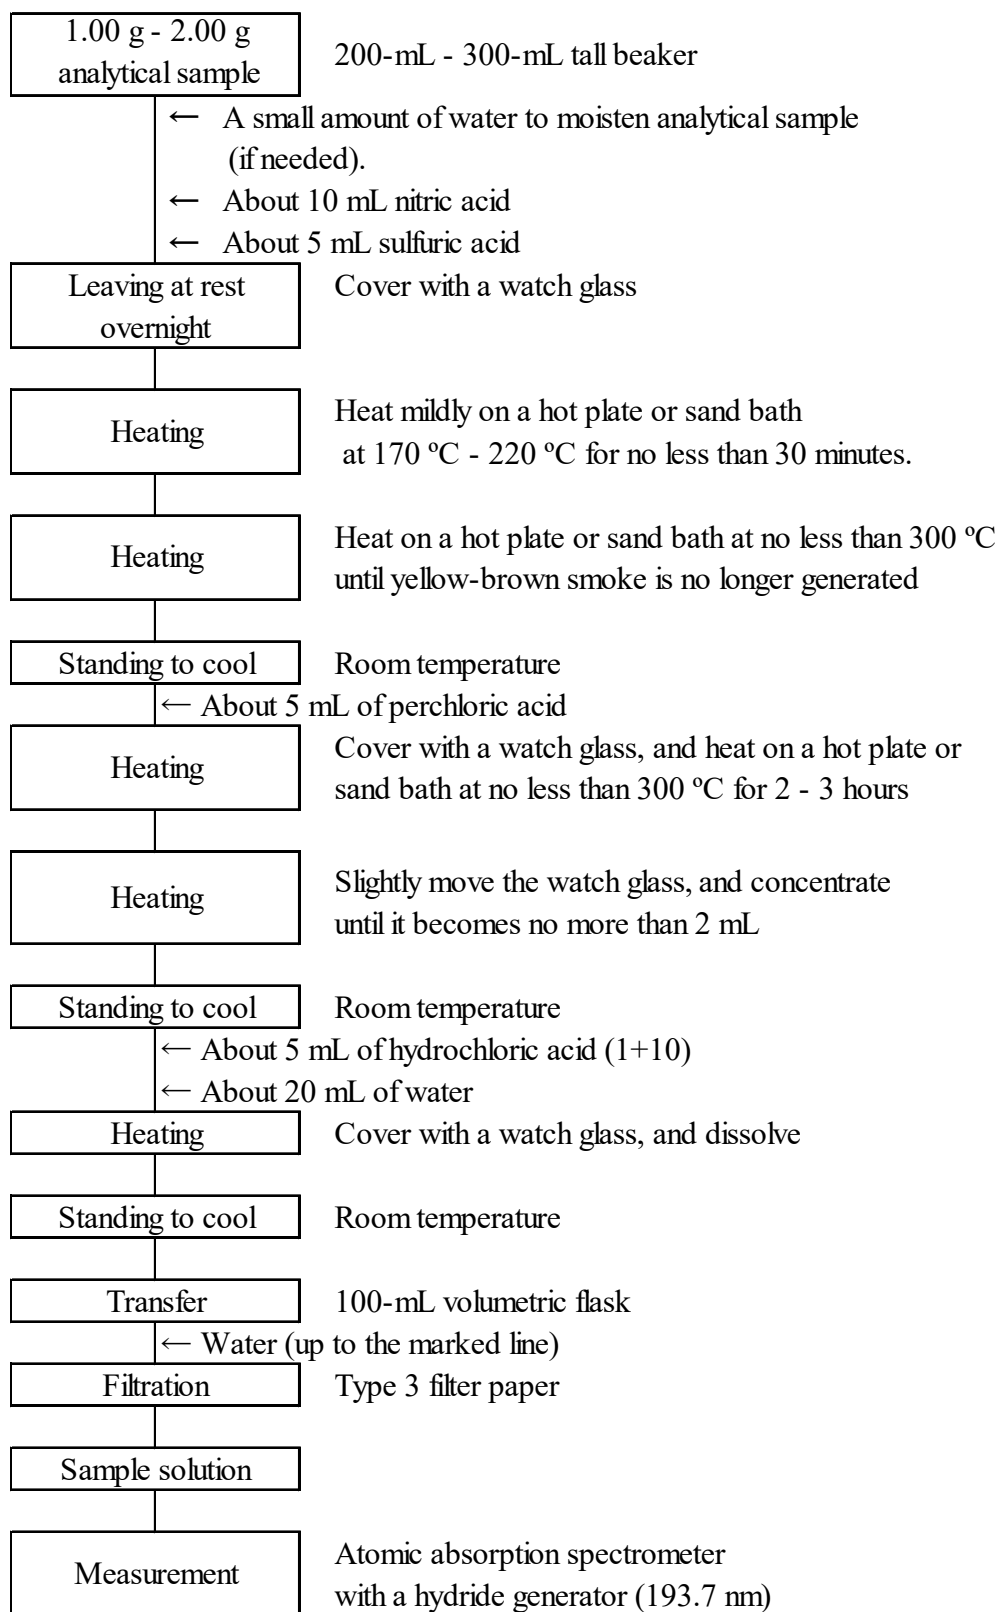 1.00 g - 2.00 g
analytical sample
200-mL - 300-mL tall beaker
← A small amount of water to moisten analytical sample
(if needed).
← About 10 mL nitric acid
← About 5 mL sulfuric acid
Leaving at rest
overnight
Cover with a watch glass
Heating
Heat mildly on a hot plate or sand bath
at 170 ºC - 220 ºC for no less than 30 minutes.
Heating
Heat on a hot plate or sand bath at no less than 300 ºC
until yellow-brown smoke is no longer generated
Standing to cool
Room temperature
← About 5 mL of perchloric acid
Heating
Cover with a watch glass, and heat on a hot plate or
sand bath at no less than 300 ºC for 2 - 3 hours
Heating
Slightly move the watch glass, and concentrate
until it becomes no more than 2 mL
Standing to cool
Room temperature
← About 5 mL of hydrochloric acid (1+10)
← About 20 mL of water
Heating
Cover with a watch glass, and dissolve
Standing to cool
Room temperature
Transfer
100-mL volumetric flask
← Water (up to the marked line)
Filtration
Type 3 filter paper
Sample solution
Measurement
Atomic absorption spectrometer
with a hydride generator (193.7 nm)